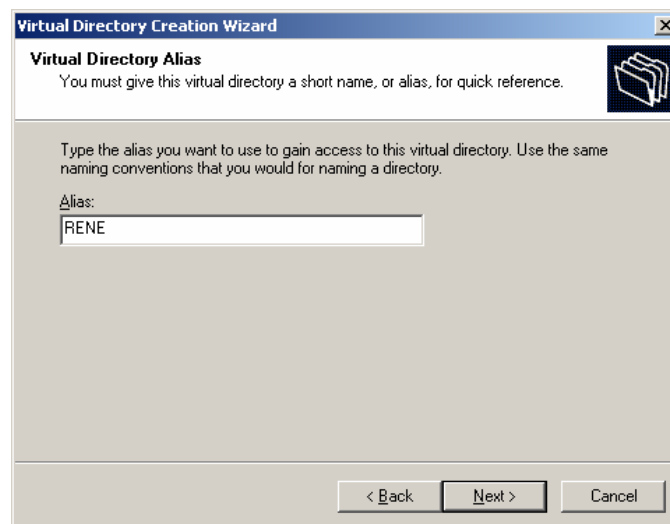 Virtual Directory Creation Wizard
Virtual Directory Alias
You must give this virtual directory a short name, or alias, for quick reference.
Type the alias you want to use to gain access to this virtual directory. Use the same
naming conventions that you would for naming a directory.
Alias:
RENE
< Back Next > Cancel